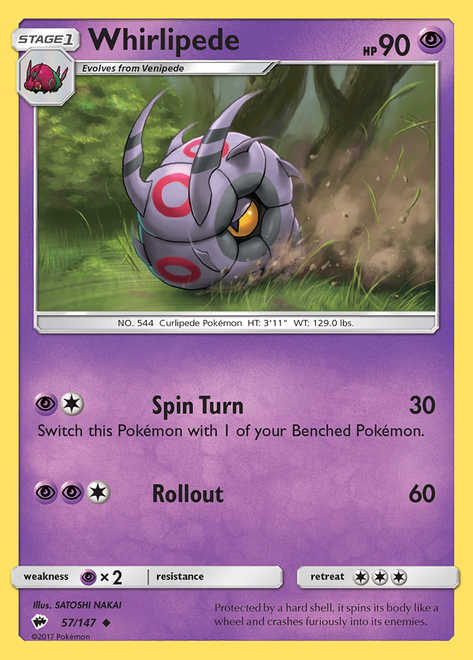 STAGE 1
Whirlipede
HP 90
Evolves from Venipede
NO. 544 Curlipede Pokémon HT: 3'11" WT: 129.0 lbs.
Spin Turn 30
Switch this Pokémon with 1 of your Benched Pokémon.
Rollout 60
weakness × 2 resistance retreat
Illus. SATOSHI NAKAI
57/147
©2017 Pokémon
Protected by a hard shell, it spins its body like a
wheel and crashes furiously into its enemies.